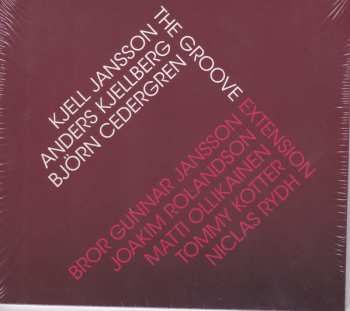 KJELL JANSSON
ANDERS KJELLBERG
BJÖRN CEDERGREN
THE GROOVE EXTENSION
BROR GUNNAR JANSSON
JOAKIM ROLANDSON
MATTI OLLIKAINEN
TOMMY KOTTER
NICLAS RYDH